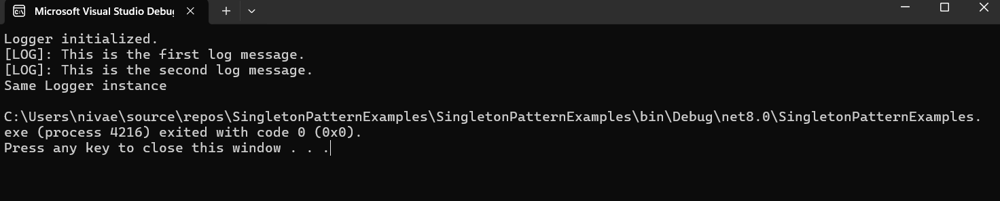 Microsoft Visual Studio Debu
Logger initialized.
[LOG]: This is the first log message.
[LOG]: This is the second log message.
Same Logger instance
C:\Users\nivae\source\repos\SingletonPatternExamples\SingletonPatternExamples\bin\Debug\net8.0\SingletonPatternExamples.
exe (process 4216) exited with code 0 (0x0).
Press any key to close this window . . .